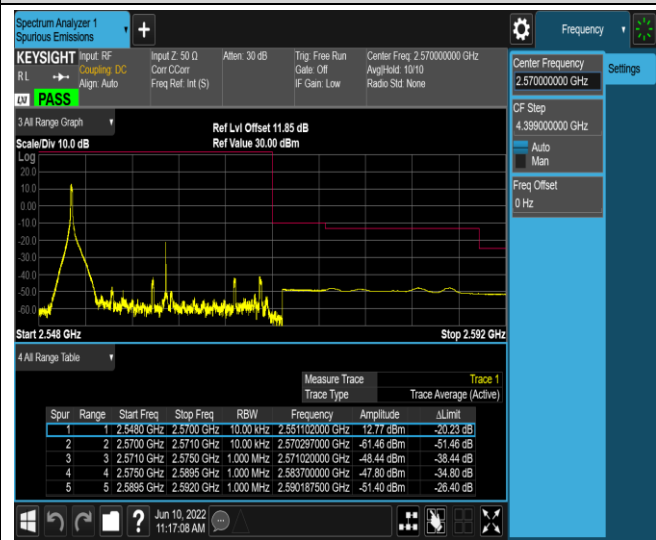 Spectrum Analyzer 1
Spurious Emissions
Frequency
KEYSIGHT
Input: RF
Coupling: DC
Align: Auto
Input Z: 50 Ω
Corr CCorr
Freq Ref: Int (S)
Atten: 30 dB
Trig: Free Run
Gate: Off
IF Gain: Low
Center Freq: 2.570000000 GHz
Avg|Hold: 10/10
Radio Std: None
R L
LNI PASS
Center Frequency
2.570000000 GHz
Settings
CF Step
4.399000000 GHz
Auto
Man
Freq Offset
0 Hz
3 All Range Graph
Ref Lvl Offset 11.85 dB
Scale/Div 10.0 dB
Ref Value 30.00 dBm
Log
20.0
10.0
0.00
-10.0
-20.0
-30.0
-40.0
-50.0
-60.0
Start 2.548 GHz
Stop 2.592 GHz
4 All Range Table
Measure Trace Trace 1
Trace Type Trace Average (Active)
Spur Range Start Freq Stop Freq RBW Frequency Amplitude ΔLimit
1 1 2.5480 GHz 2.5700 GHz 10.00 kHz 2.551102000 GHz 12.77 dBm -20.23 dB
2 2 2.5700 GHz 2.5710 GHz 10.00 kHz 2.570297000 GHz -61.46 dBm -51.46 dB
3 3 2.5710 GHz 2.5750 GHz 1.000 MHz 2.571020000 GHz -48.44 dBm -38.44 dB
4 4 2.5750 GHz 2.5895 GHz 1.000 MHz 2.583700000 GHz -47.80 dBm -34.80 dB
5 5 2.5895 GHz 2.5920 GHz 1.000 MHz 2.590187500 GHz -51.40 dBm -26.40 dB
Jun 10, 2022
11:17:08 AM